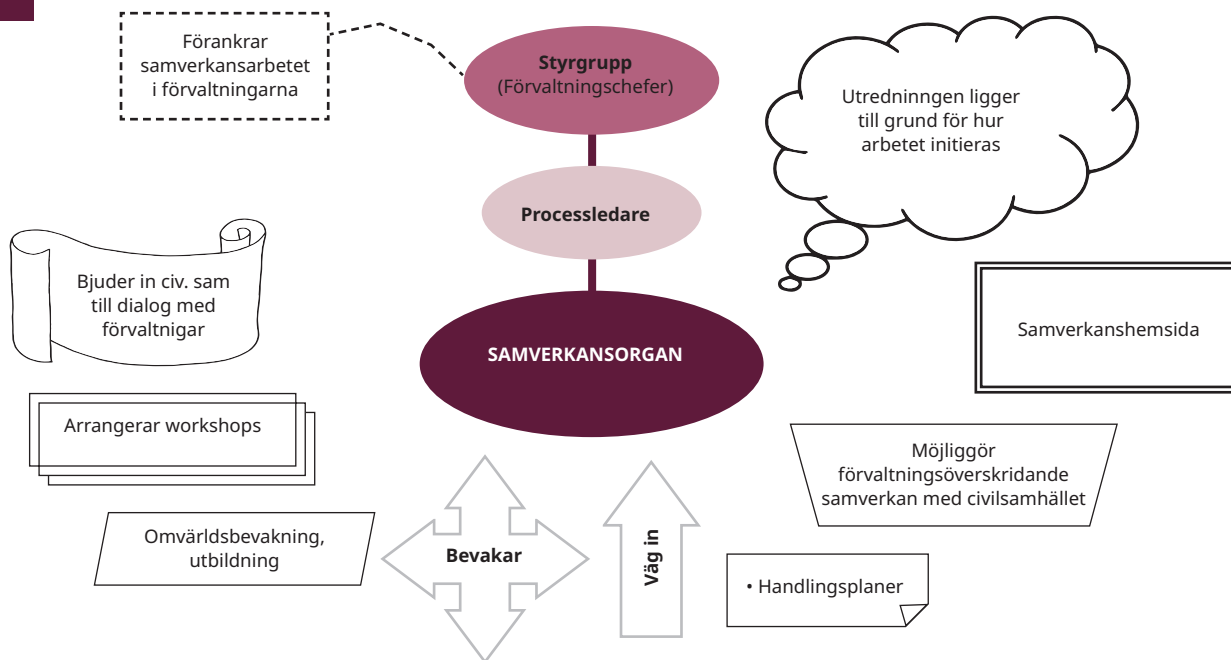 Förankrar
samverkansarbetet
i förvaltningarna
Styrgrupp
(Förvaltningschefer)
Utredninngen ligger
till grund för hur
arbetet initieras
Processledare
Bjuder in civ. sam
till dialog med
förvaltnigar
SAMVERKANSORGAN
Samverkanshemsida
Arrangerar workshops
Möjliggör
förvaltningsöverskridande
samverkan med civilsamhället
Omvärldsbevakning,
utbildning
Bevakar
Väg in
• Handlingsplaner